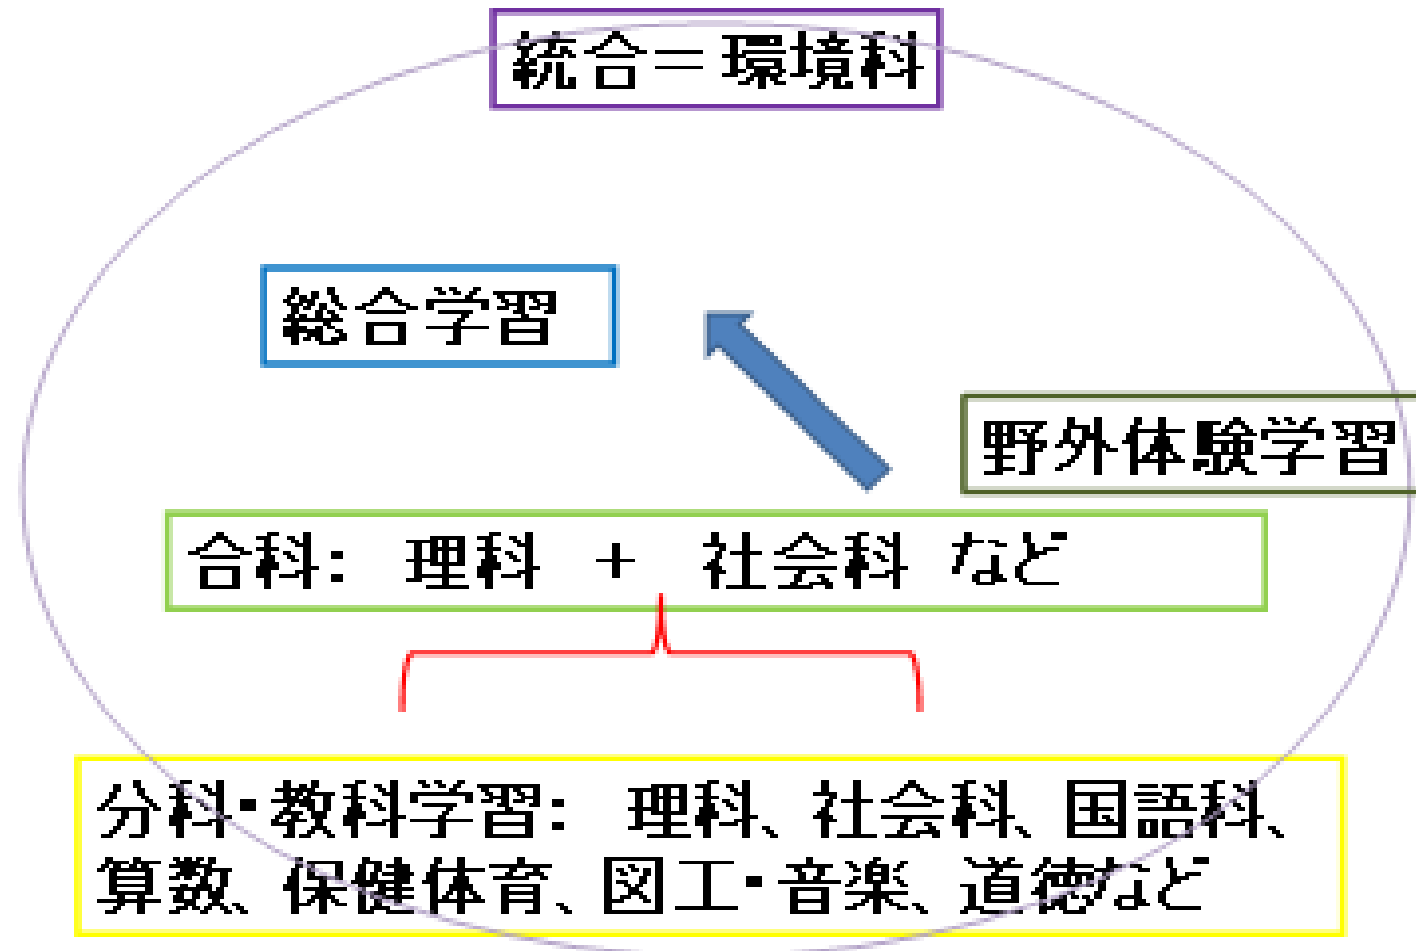 統合＝環境科
総合学習
野外体験学習
合科： 理科 ＋ 社会科 など
分科・教科学習： 理科、社会科、国語科、
算数、保健体育、図工・音楽、道徳など